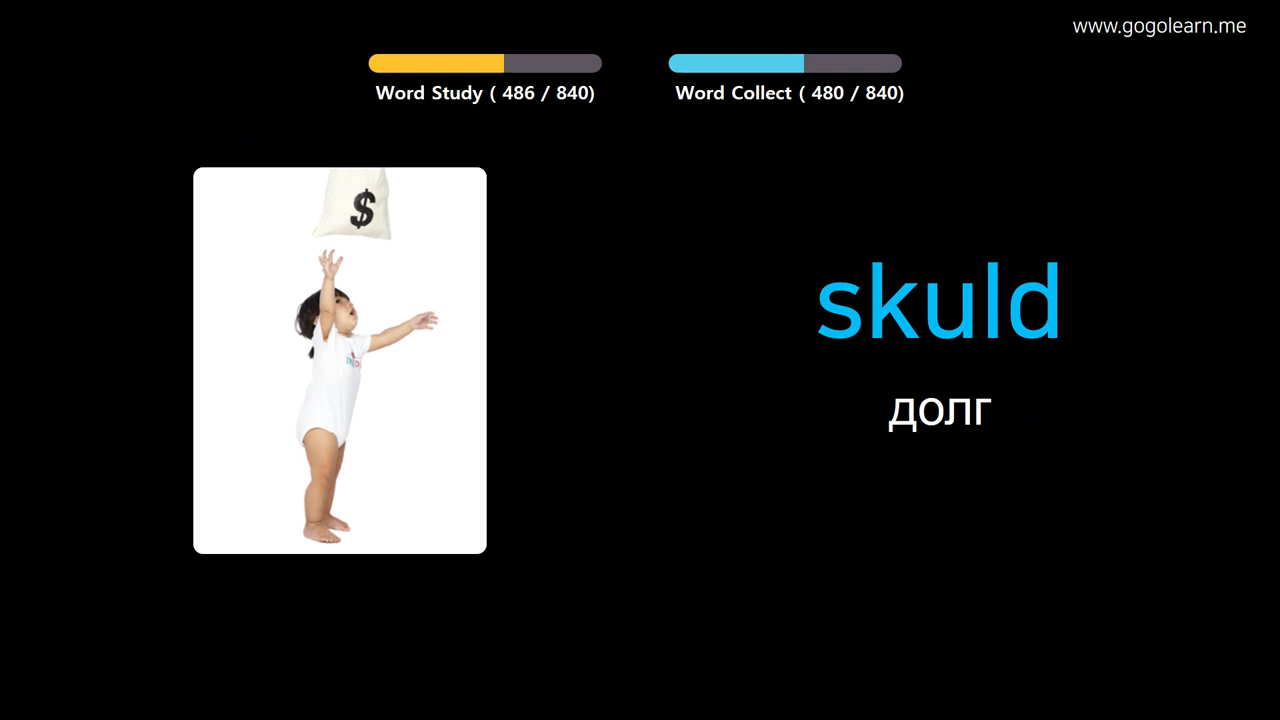 www.gogolearn.me
Word Study ( 486 / 840)
Word Collect ( 480 / 840)
$
skuld
долг